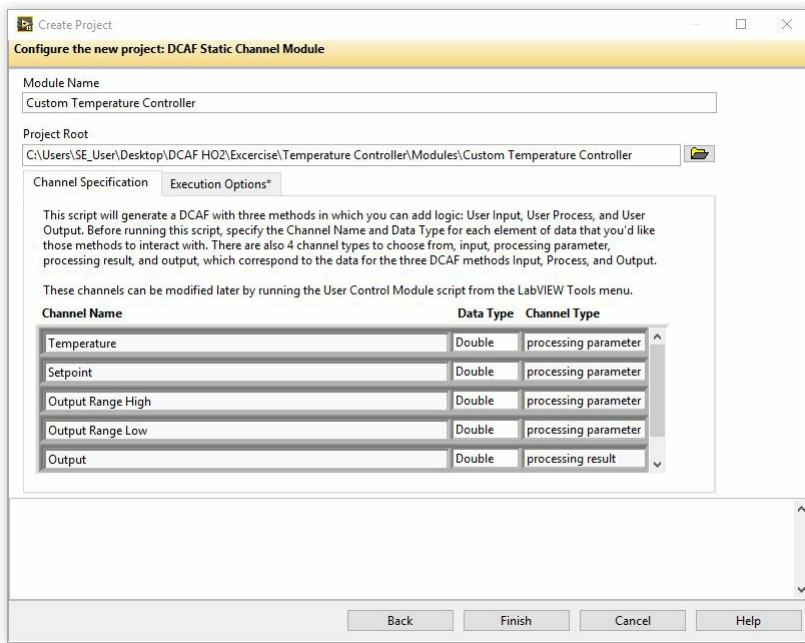 Create Project
Configure the new project: DCAF Static Channel Module
Module Name
Custom Temperature Controller
Project Root
C:\Users\SE_User\Desktop\DCAF HO2\Excercise\Temperature Controller\Modules\Custom Temperature Controller
Channel Specification Execution Options*
This script will generate a DCAF with three methods in which you can add logic: User Input, User Process, and User
Output. Before running this script, specify the Channel Name and Data Type for each element of data that you'd like
those methods to interact with. There are also 4 channel types to choose from, input, processing parameter,
processing result, and output, which correspond to the data for the three DCAF methods Input, Process, and Output.
These channels can be modified later by running the User Control Module script from the LabVIEW Tools menu.
Channel Name Data Type Channel Type
Temperature Double processing parameter
Setpoint Double processing parameter
Output Range High Double processing parameter
Output Range Low Double processing parameter
Output Double processing result
Back Finish Cancel Help